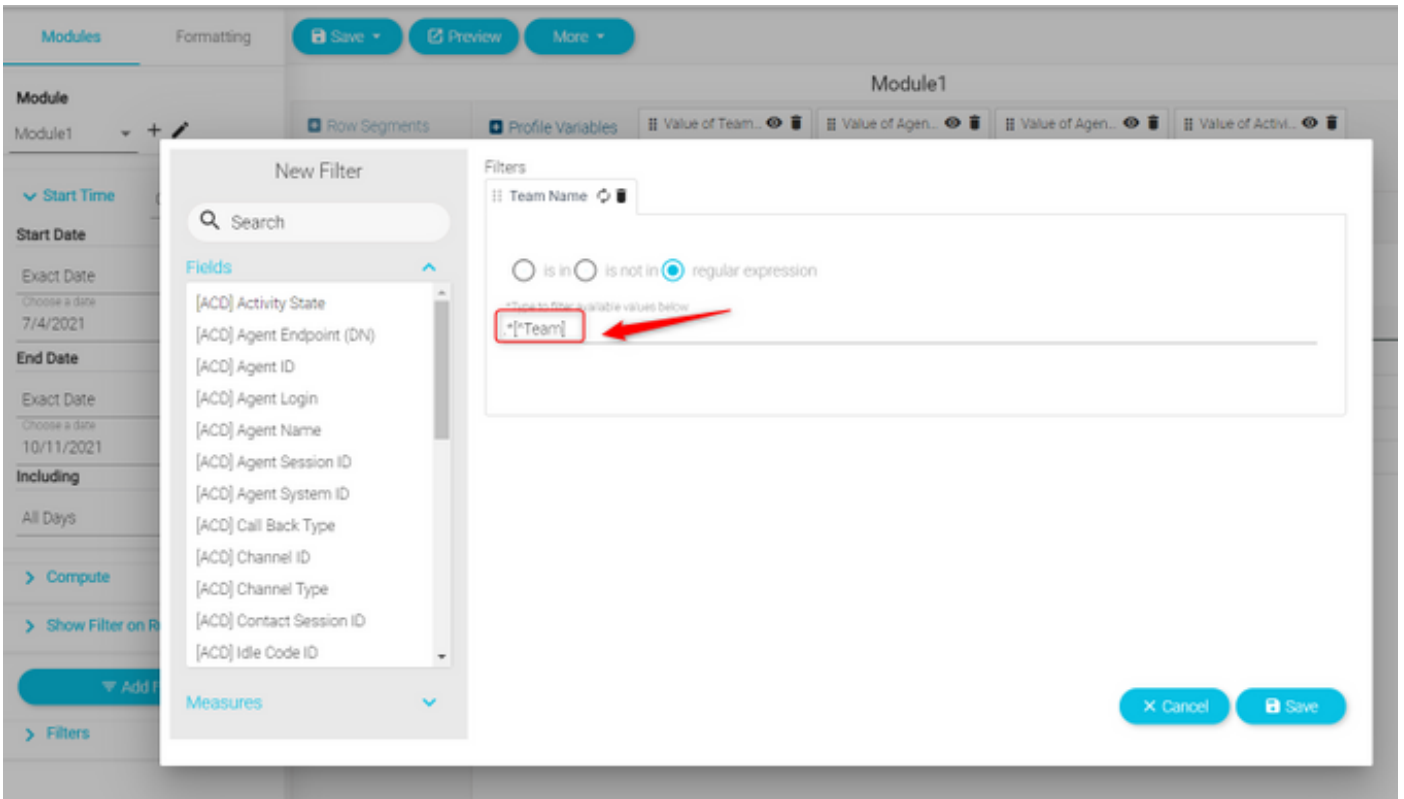 Modules Formatting Save Preview More
Module1
Module
Module1
Row Segments Profile Variables Value of Team... Value of Agen... Value of Agen... Value of Activi...
Start Time
Start Date
Exact Date
Choose a date
7/4/2021
End Date
Exact Date
Choose a date
10/11/2021
Including
All Days
Compute
Show Filter on R
Add F
Filters
New Filter
Search
Fields
[ACD] Activity State
[ACD] Agent Endpoint (DN)
[ACD] Agent ID
[ACD] Agent Login
[ACD] Agent Name
[ACD] Agent Session ID
[ACD] Agent System ID
[ACD] Call Back Type
[ACD] Channel ID
[ACD] Channel Type
[ACD] Contact Session ID
[ACD] Idle Code ID
Measures
Filters
Team Name
is in is not in regular expression
*Type to filter available values below
.*[^Team]
Cancel Save